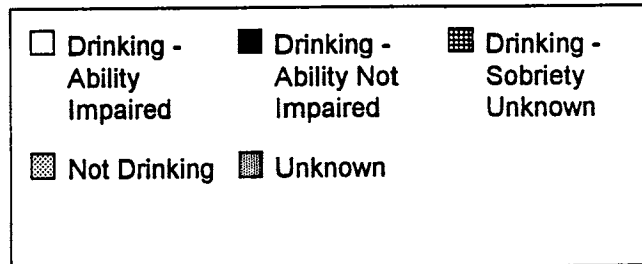 Drinking -
Ability
Impaired
Drinking -
Ability Not
Impaired
Drinking -
Sobriety
Unknown
Not Drinking
Unknown